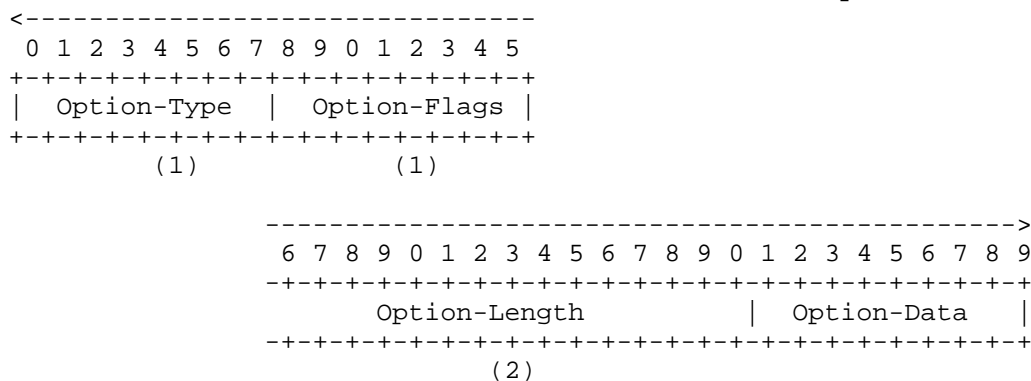 <--------------------------------
 0 1 2 3 4 5 6 7 8 9 0 1 2 3 4 5
+-+-+-+-+-+-+-+-+-+-+-+-+-+-+-+-+
|  Option-Type  |  Option-Flags |
+-+-+-+-+-+-+-+-+-+-+-+-+-+-+-+-+
         (1)            (1)
----------------------------------------------->
 6 7 8 9 0 1 2 3 4 5 6 7 8 9 0 1 2 3 4 5 6 7 8 9
-+-+-+-+-+-+-+-+-+-+-+-+-+-+-+-+-+-+-+-+-+-+-+-+
       Option-Length          |  Option-Data   |
-+-+-+-+-+-+-+-+-+-+-+-+-+-+-+-+-+-+-+-+-+-+-+-+
              (2)